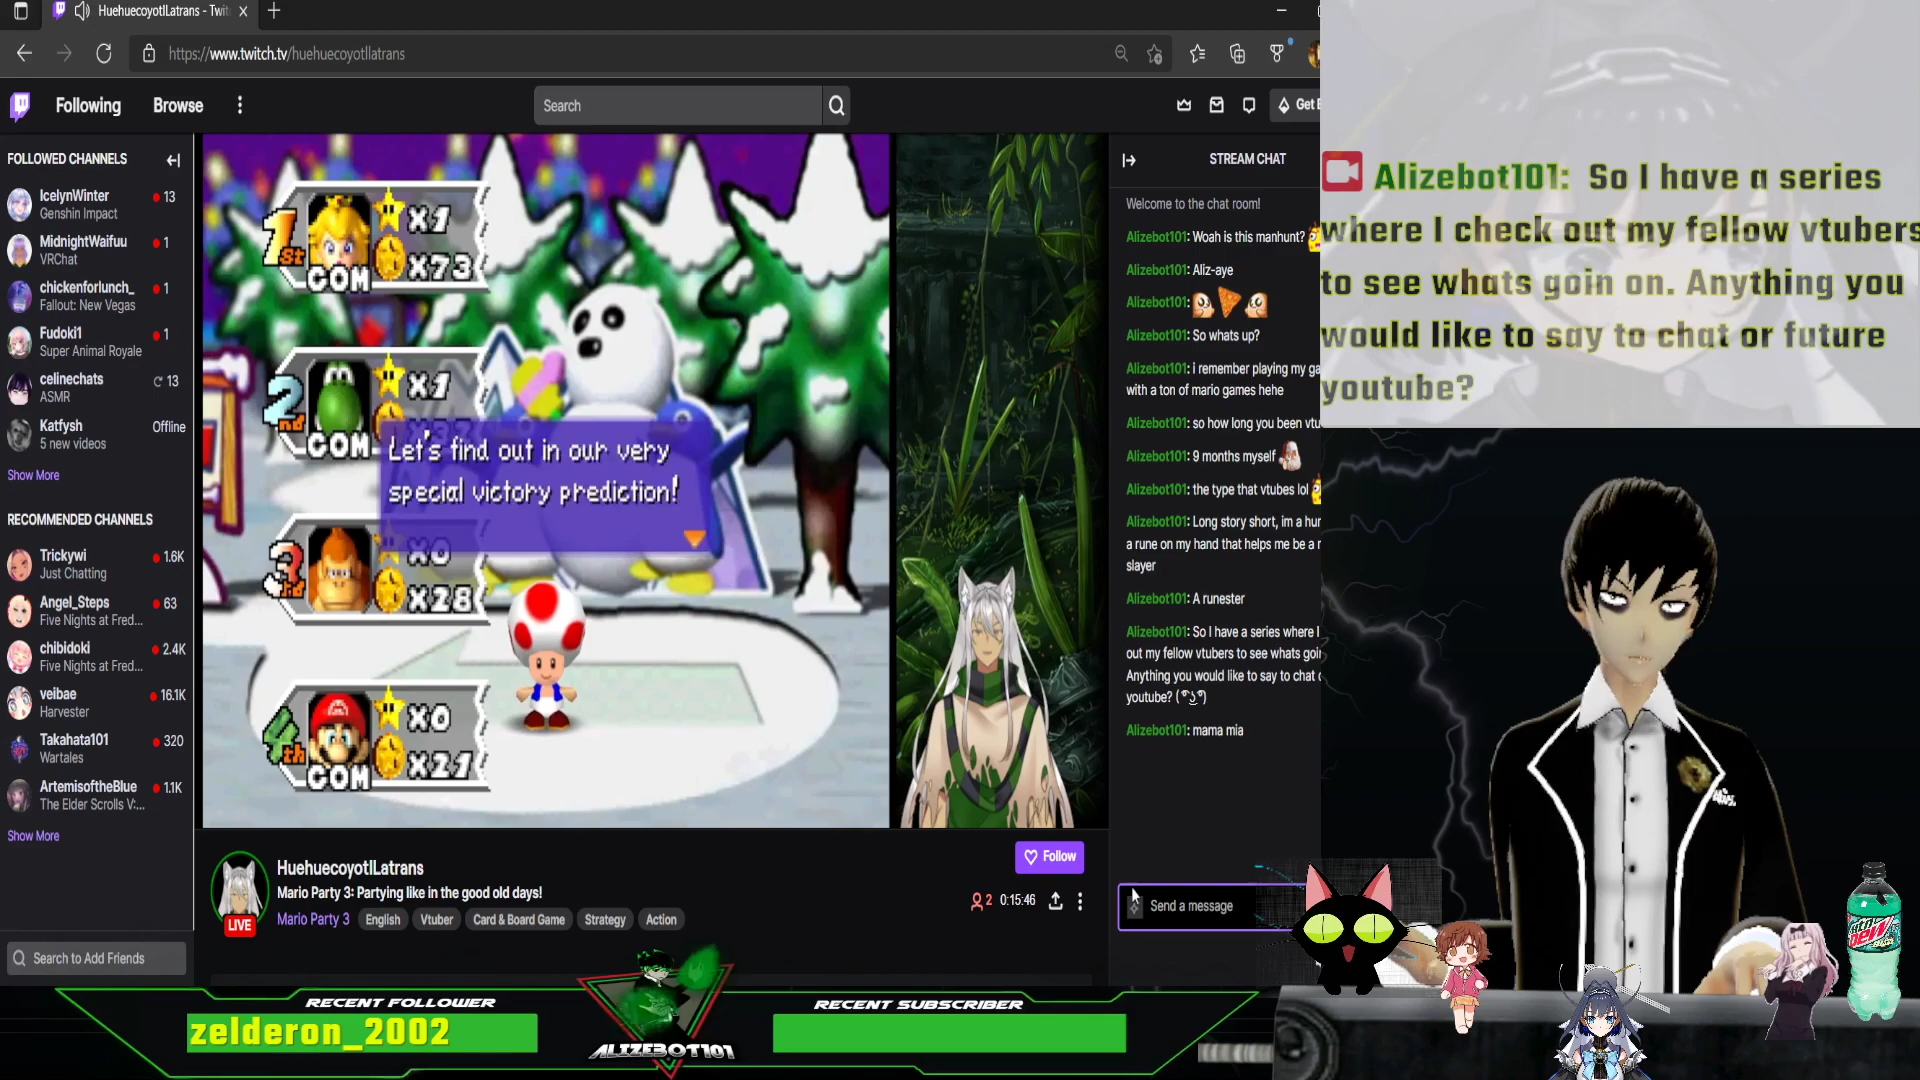 HuehuecoyotlLatrans - Twit
https://www.twitch.tv/huehuecoyotllatrans
Following
Browse
Search
Get B
FOLLOWED CHANNELS
IcelynWinter
13
Genshin Impact
MidnightWaifuu
1
VRChat
chickenforlunch_
1
Fallout: New Vegas
Fudoki1
1
Super Animal Royale
celinechats
13
ASMR
Katfysh
Offline
5 new videos
Show More
RECOMMENDED CHANNELS
Trickywi
1.6K
Just Chatting
Angel_Steps
63
Five Nights at Fred...
chibidoki
2.4K
Five Nights at Fred...
veibae
16.1K
Harvester
Takahata101
320
Wartales
ArtemisoftheBlue
1.1K
The Elder Scrolls V:...
Show More
Search to Add Friends
1st
COM
X1
X73
2nd
COM
X1
Let's find out in our very
special victory prediction!
3rd
X0
X28
4th
COM
X0
X21
STREAM CHAT
Welcome to the chat room!
Alizebot101: Woah is this manhunt?
Alizebot101: Aliz-aye
Alizebot101:
Alizebot101: So whats up?
Alizebot101: i remember playing my ga
with a ton of mario games hehe
Alizebot101: so how long you been vtu
Alizebot101: 9 months myself
Alizebot101: the type that vtubes lol
Alizebot101: Long story short, im a hu
a rune on my hand that helps me be a
slayer
Alizebot101: A runester
Alizebot101: So I have a series where I
out my fellow vtubers to see whats goin
Anything you would like to say to chat
youtube? ( ͡° ͜ʖ ͡°)
Alizebot101: mama mia
Send a message
HuehuecoyotlLatrans
Follow
Mario Party 3: Partying like in the good old days!
2
0:15:46
Mario Party 3
English
Vtuber
Card & Board Game
Strategy
Action
LIVE
Alizebot101: So I have a series
where I check out my fellow vtubers
to see whats goin on. Anything you
would like to say to chat or future
youtube?
RECENT FOLLOWER
zelderon_2002
ALIZEBOT101
RECENT SUBSCRIBER
MTN
DEW